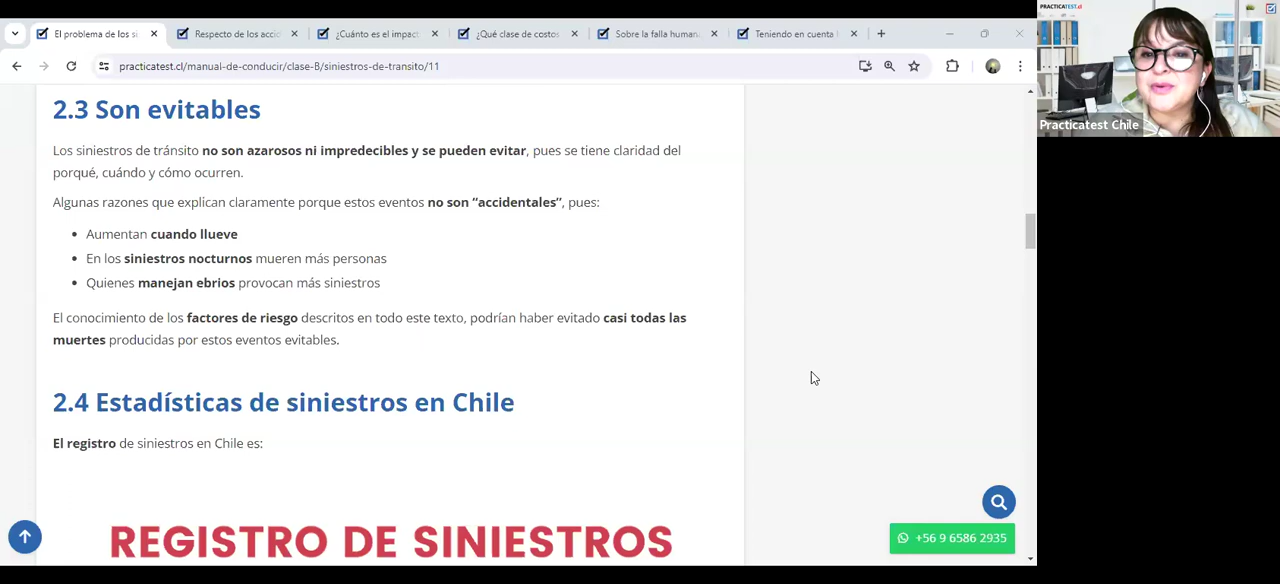 El problema de los si
Respecto de los accid
¿Cuánto es el impact
¿Qué clase de costos
Sobre la falla human
Teniendo en cuenta
practicatest.cl/manual-de-conducir/clase-B/siniestros-de-transito/11
PRACTICATEST.cl
Practicatest Chile
2.3 Son evitables
Los siniestros de tránsito no son azarosos ni impredecibles y se pueden evitar, pues se tiene claridad del
porqué, cuándo y cómo ocurren.
Algunas razones que explican claramente porque estos eventos no son “accidentales”, pues:
• Aumentan cuando llueve
• En los siniestros nocturnos mueren más personas
• Quienes manejan ebrios provocan más siniestros
El conocimiento de los factores de riesgo descritos en todo este texto, podrían haber evitado casi todas las
muertes producidas por estos eventos evitables.
2.4 Estadísticas de siniestros en Chile
El registro de siniestros en Chile es:
REGISTRO DE SINIESTROS
+56 9 6586 2935